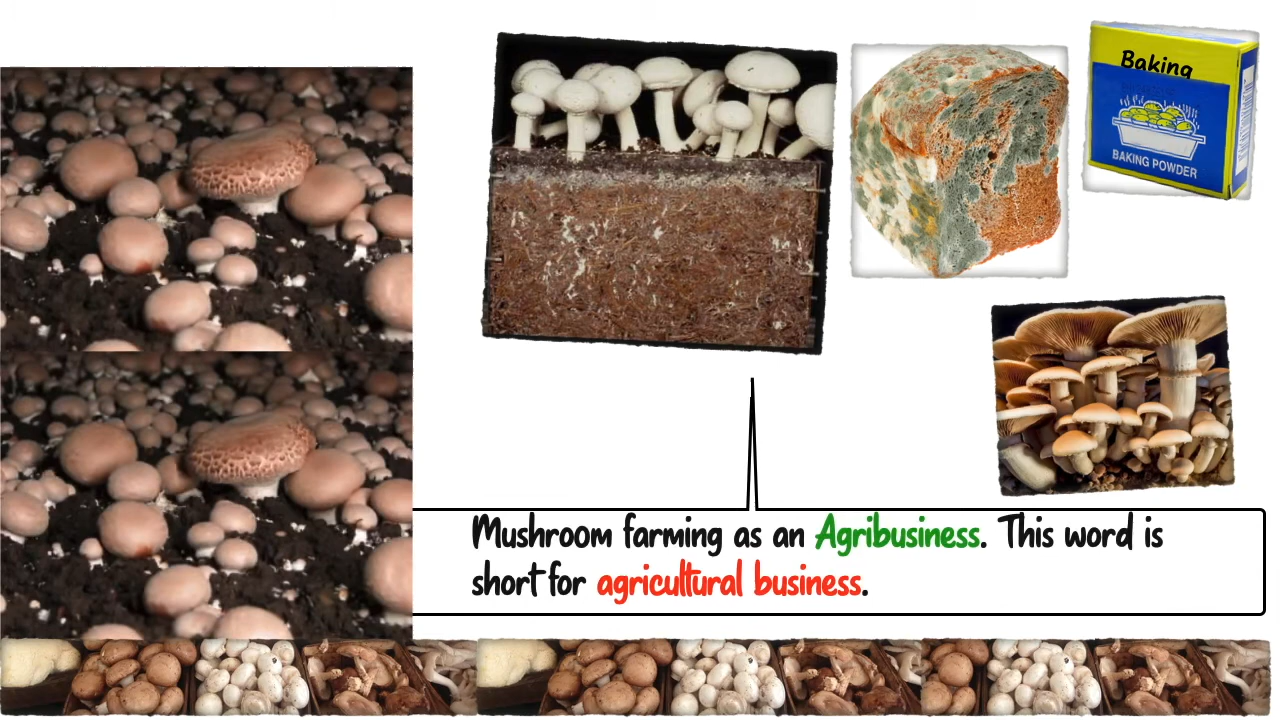 Baking
BAKING POWDER
Mushroom farming as an Agribusiness. This word is
short for agricultural business.